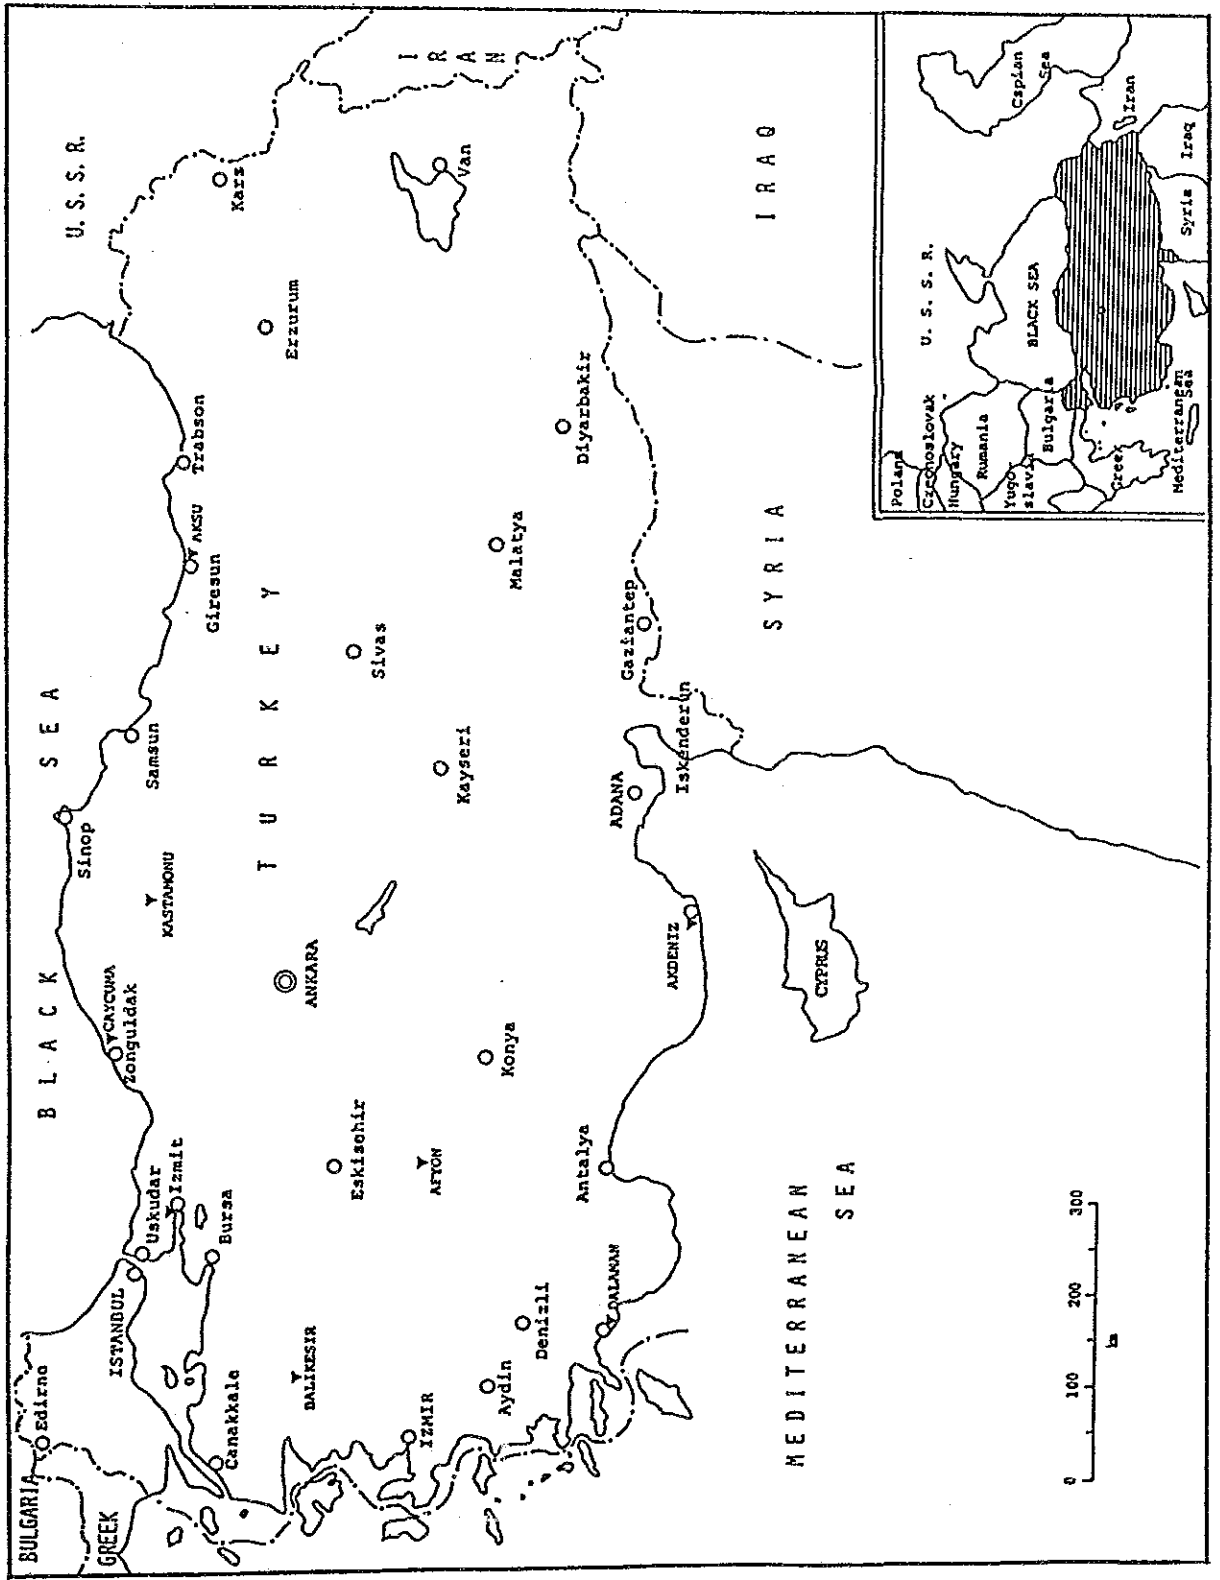 BULGARIA
GREEK
Edirne
BLACK SEA
U.S.S.R.
ISTANBUL
Uskudar
Izmit
Bursa
Canakkale
CAYCUMA
Zonguldak
KASTAMONU
Sinop
Samsun
AKSU
Giresun
Trabson
Kars
Erzurum
IRAN
TURKEY
BALIKESIR
Eskisehir
ANKARA
Sivas
Kayseri
Van
AFYON
IZMIR
Aydin
Denizli
Konya
Malatya
Diyarbakir
DALAMAN
Antalya
AKDENIZ
ADANA
Iskenderun
Gaziantep
CYPRUS
SYRIA
IRAQ
MEDITERRANEAN
SEA
0 100 200 300
km
Poland
Czechoslovak
Hungary
Rumania
Yugo-
slavia
Bulgaria
Greek
Mediterranean
Sea
U. S. S. R.
BLACK SEA
Cspian
Sea
Iran
Iraq
Syria